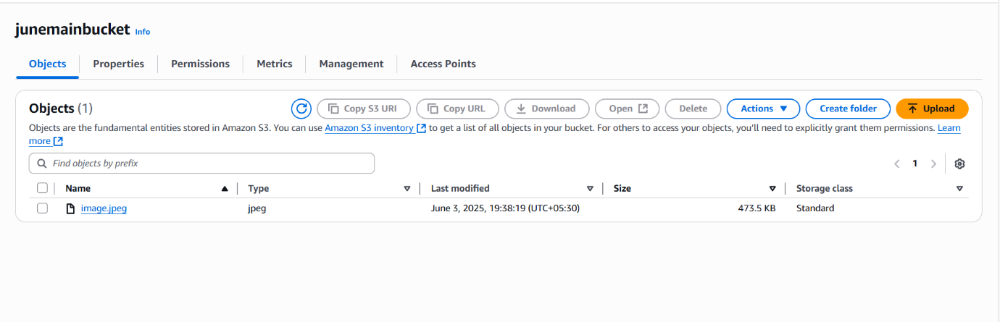 junemainbucket Info
Objects Properties Permissions Metrics Management Access Points
Objects (1) Copy S3 URI Copy URL Download Open Delete Actions Create folder Upload
Objects are the fundamental entities stored in Amazon S3. You can use Amazon S3 inventory to get a list of all objects in your bucket. For others to access your objects, you’ll need to explicitly grant them permissions. Learn
more
Find objects by prefix 1
Name Type Last modified Size Storage class
image.jpeg jpeg June 3, 2025, 19:38:19 (UTC+05:30) 473.5 KB Standard